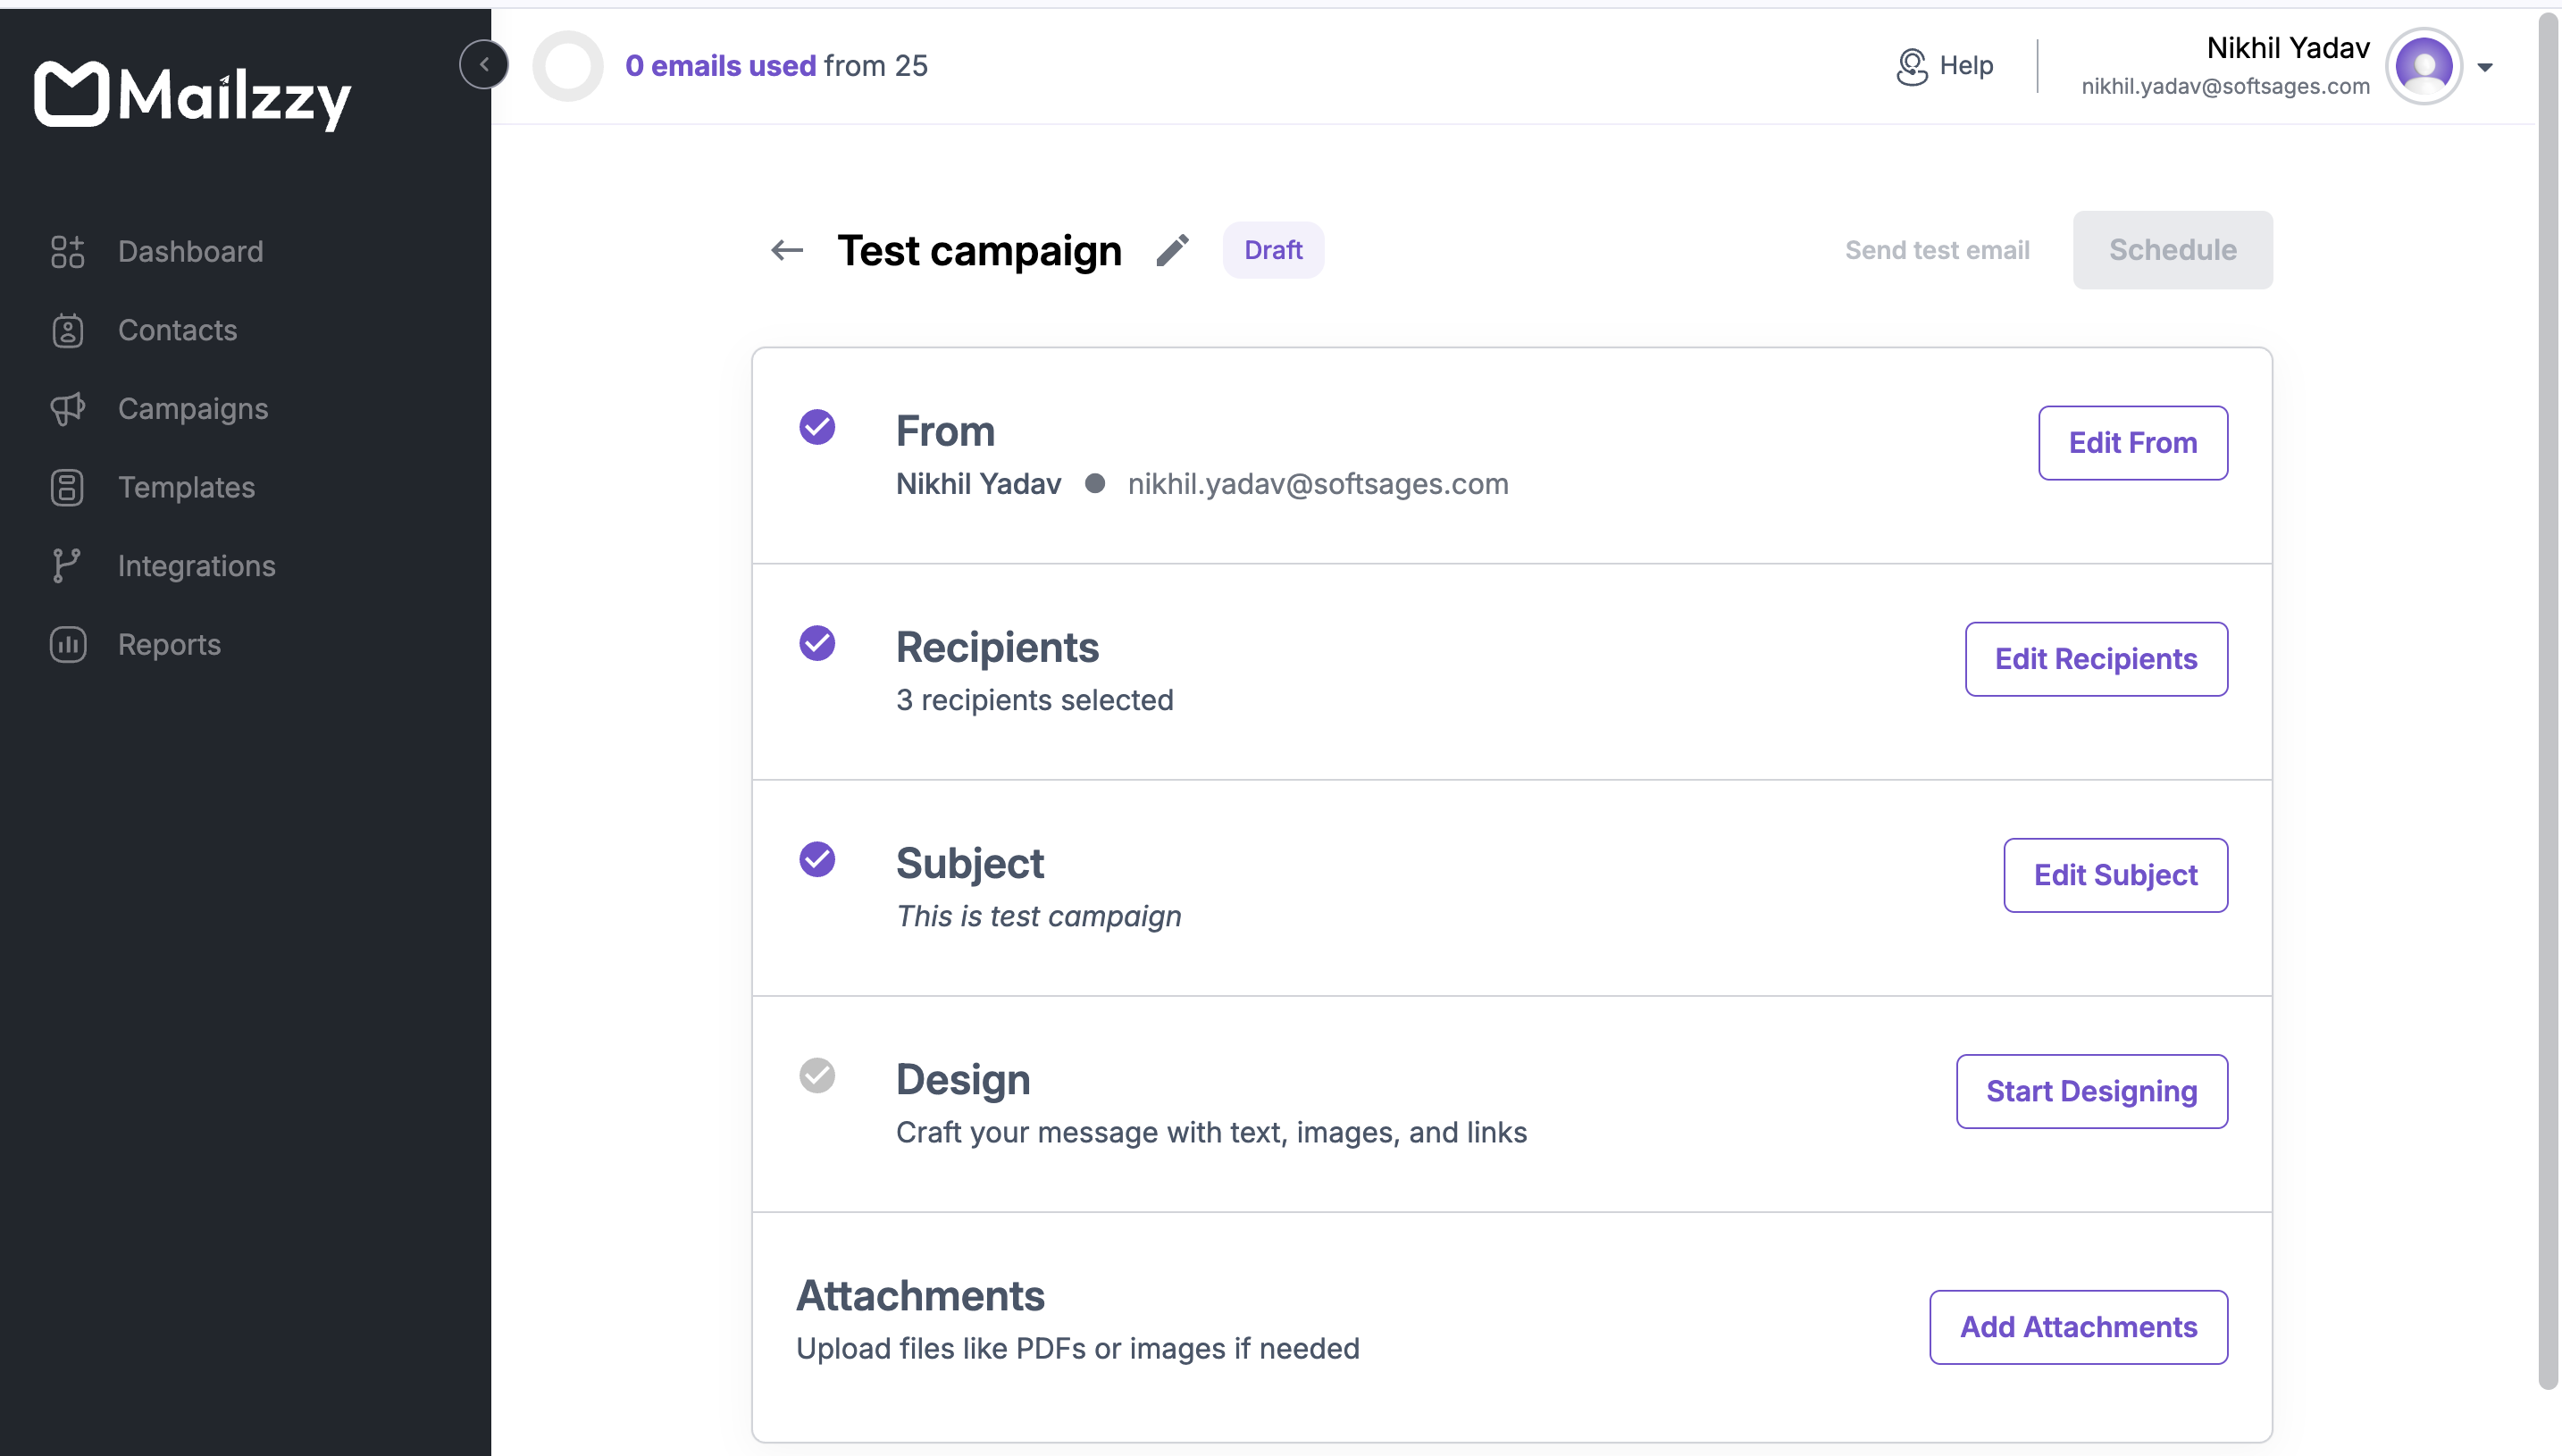 Mailzzy
0 emails used from 25
Help
Nikhil Yadav
nikhil.yadav@softsages.com
Dashboard
Contacts
Campaigns
Templates
Integrations
Reports
Test campaign
Draft
Send test email
Schedule
From
Nikhil Yadav nikhil.yadav@softsages.com
Edit From
Recipients
3 recipients selected
Edit Recipients
Subject
This is test campaign
Edit Subject
Design
Craft your message with text, images, and links
Start Designing
Attachments
Upload files like PDFs or images if needed
Add Attachments